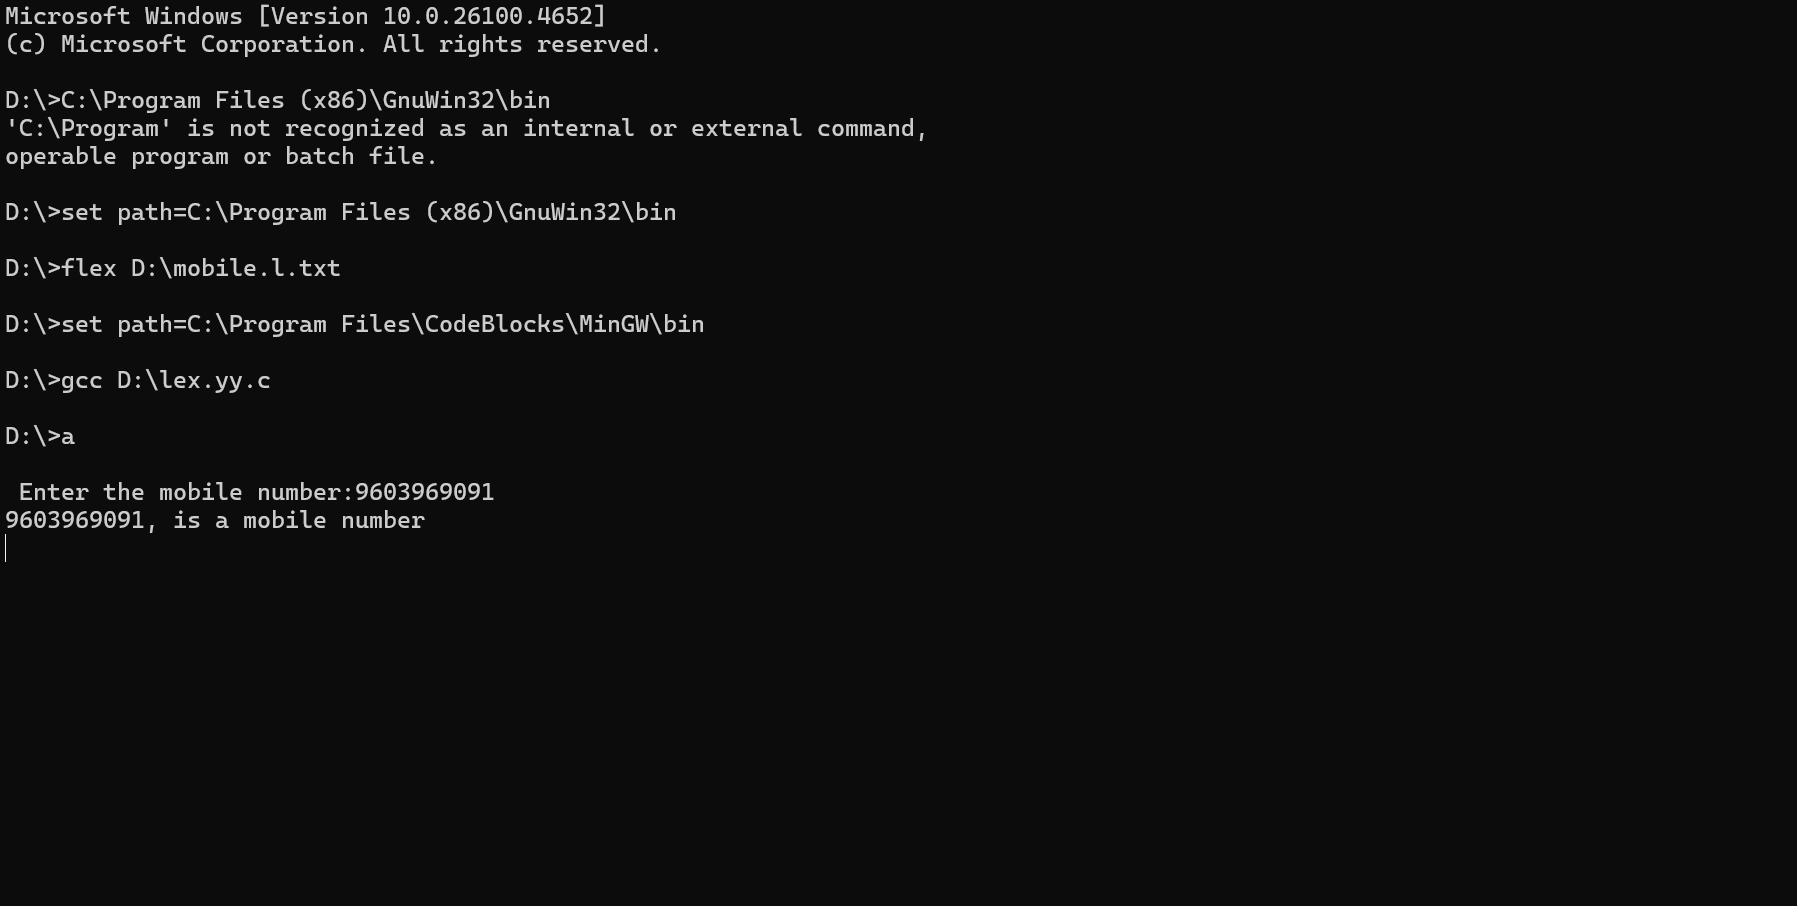 Microsoft Windows [Version 10.0.26100.4652]
(c) Microsoft Corporation. All rights reserved.
D:\>C:\Program Files (x86)\GnuWin32\bin
'C:\Program' is not recognized as an internal or external command,
operable program or batch file.
D:\>set path=C:\Program Files (x86)\GnuWin32\bin
D:\>flex D:\mobile.l.txt
D:\>set path=C:\Program Files\CodeBlocks\MinGW\bin
D:\>gcc D:\lex.yy.c
D:\>a
Enter the mobile number:9603969091
9603969091, is a mobile number